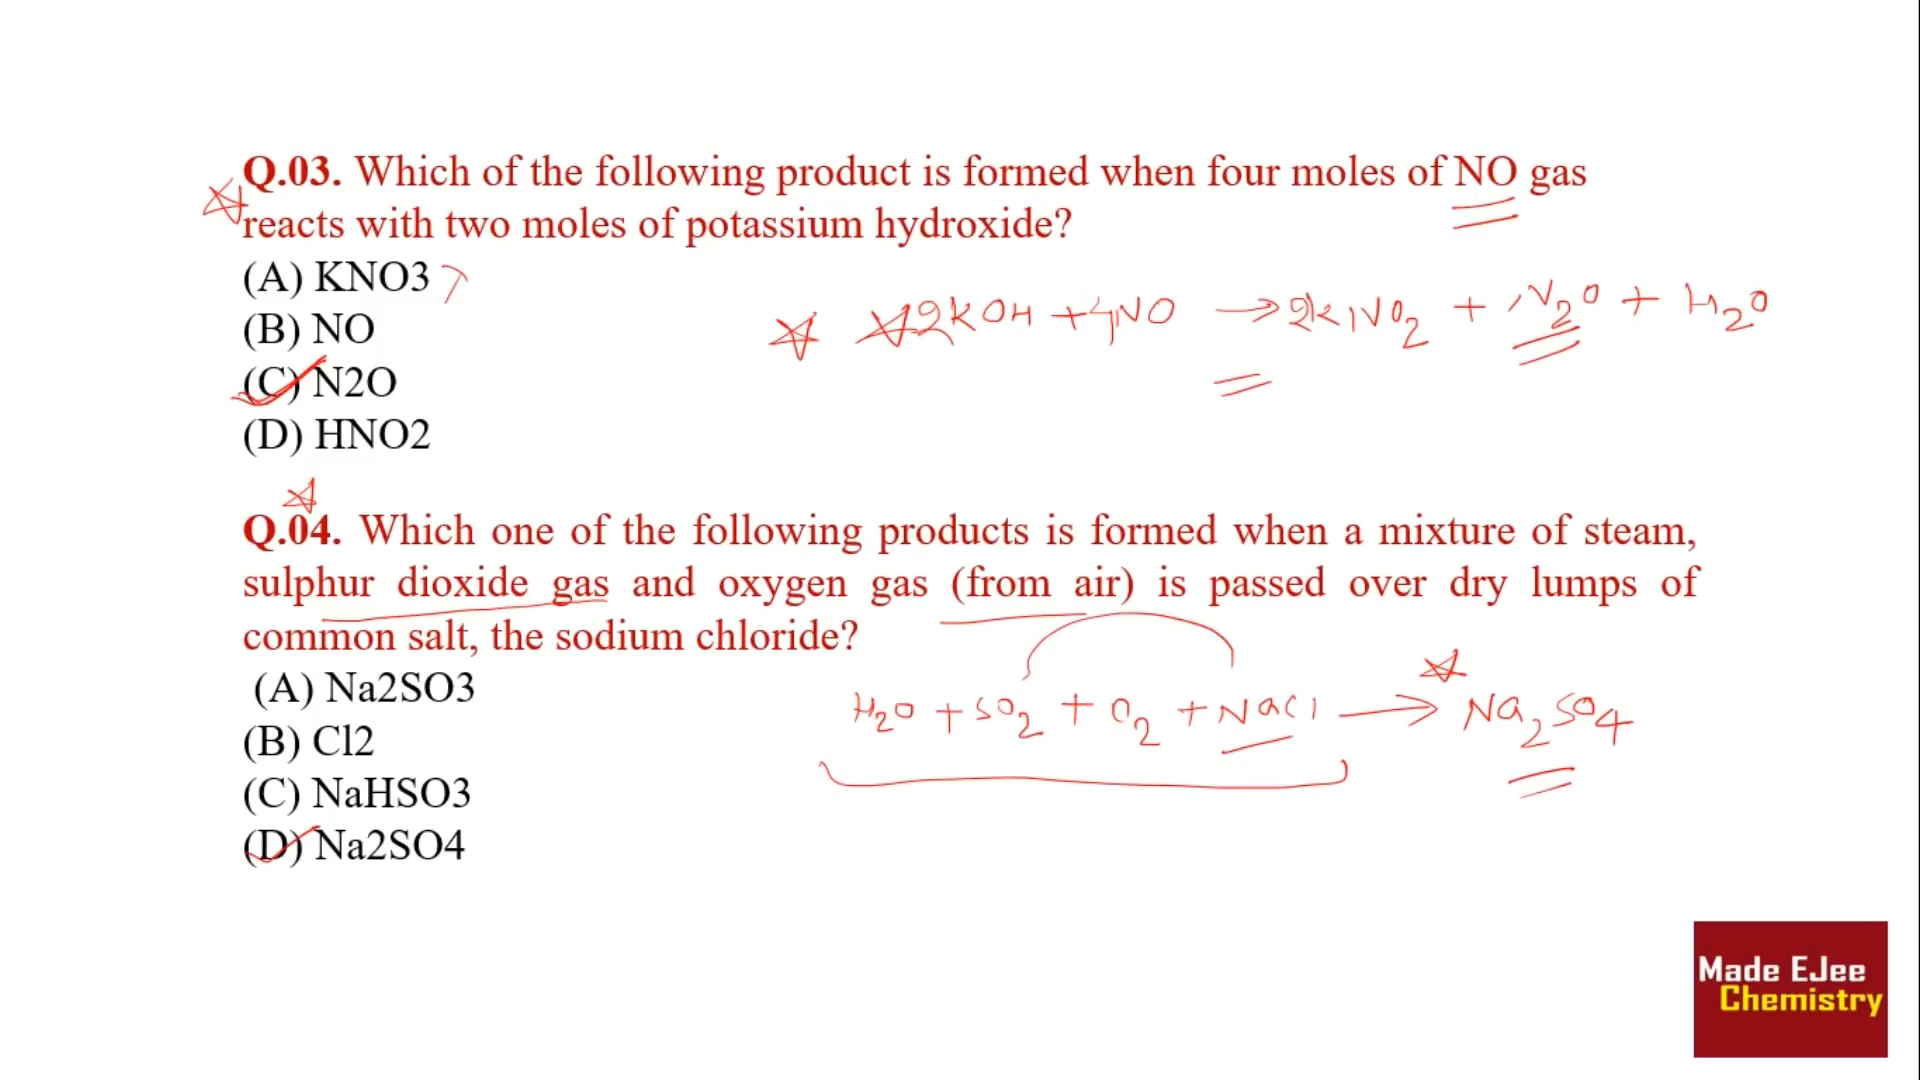 Q.03. Which of the following product is formed when four moles of NO gas
reacts with two moles of potassium hydroxide?
(A) KNO3
(B) NO
(C) N2O
(D) HNO2
2KOH + 4NO → 2KNO2 + N2O + H2O
Q.04. Which one of the following products is formed when a mixture of steam,
sulphur dioxide gas and oxygen gas (from air) is passed over dry lumps of
common salt, the sodium chloride?
(A) Na2SO3
(B) Cl2
(C) NaHSO3
(D) Na2SO4
H2O + SO2 + O2 + NaCl → Na2SO4
Made EJee
Chemistry